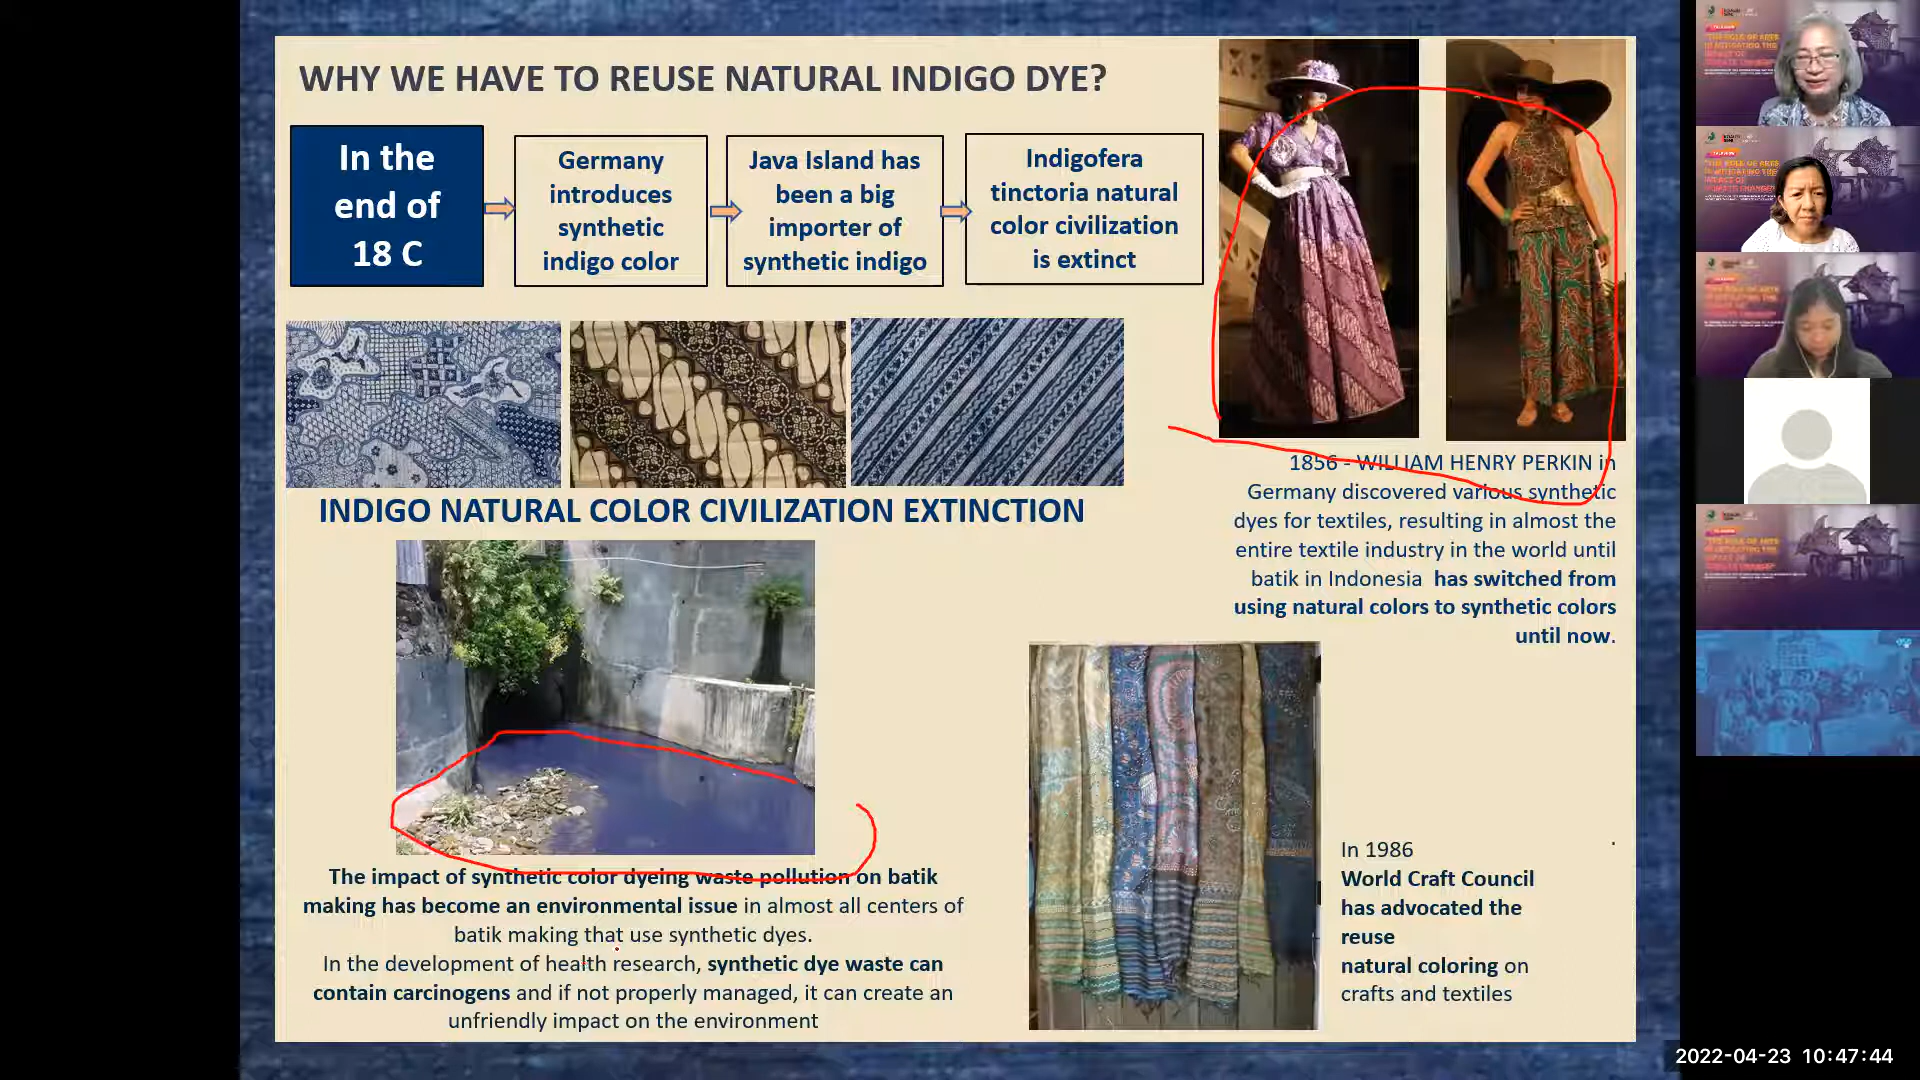 WHY WE HAVE TO REUSE NATURAL INDIGO DYE?
In the
end of
18 C
Germany
introduces
synthetic
indigo color
Java Island has
been a big
importer of
synthetic indigo
Indigofera
tinctoria natural
color civilization
is extinct
INDIGO NATURAL COLOR CIVILIZATION EXTINCTION
1856 - WILLIAM HENRY PERKIN in
Germany discovered various synthetic
dyes for textiles, resulting in almost the
entire textile industry in the world until
batik in Indonesia has switched from
using natural colors to synthetic colors
until now.
The impact of synthetic color dyeing waste pollution on batik
making has become an environmental issue in almost all centers of
batik making that use synthetic dyes.
In the development of health research, synthetic dye waste can
contain carcinogens and if not properly managed, it can create an
unfriendly impact on the environment
In 1986
World Craft Council
has advocated the
reuse
natural coloring on
crafts and textiles
2022-04-23 10:47:44